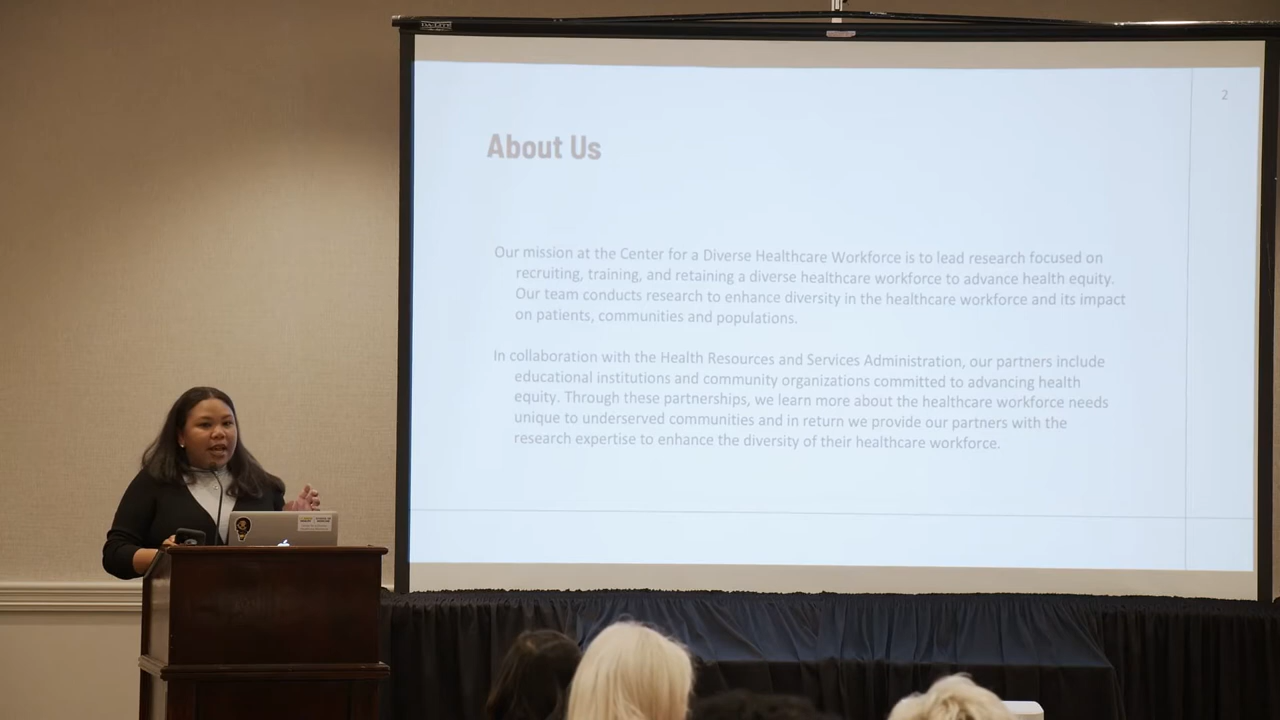 DA-LITE
2
About Us
Our mission at the Center for a Diverse Healthcare Workforce is to lead research focused on
recruiting, training, and retaining a diverse healthcare workforce to advance health equity.
Our team conducts research to enhance diversity in the healthcare workforce and its impact
on patients, communities and populations.
In collaboration with the Health Resources and Services Administration, our partners include
educational institutions and community organizations committed to advancing health
equity. Through these partnerships, we learn more about the healthcare workforce needs
unique to underserved communities and in return we provide our partners with the
research expertise to enhance the diversity of their healthcare workforce.